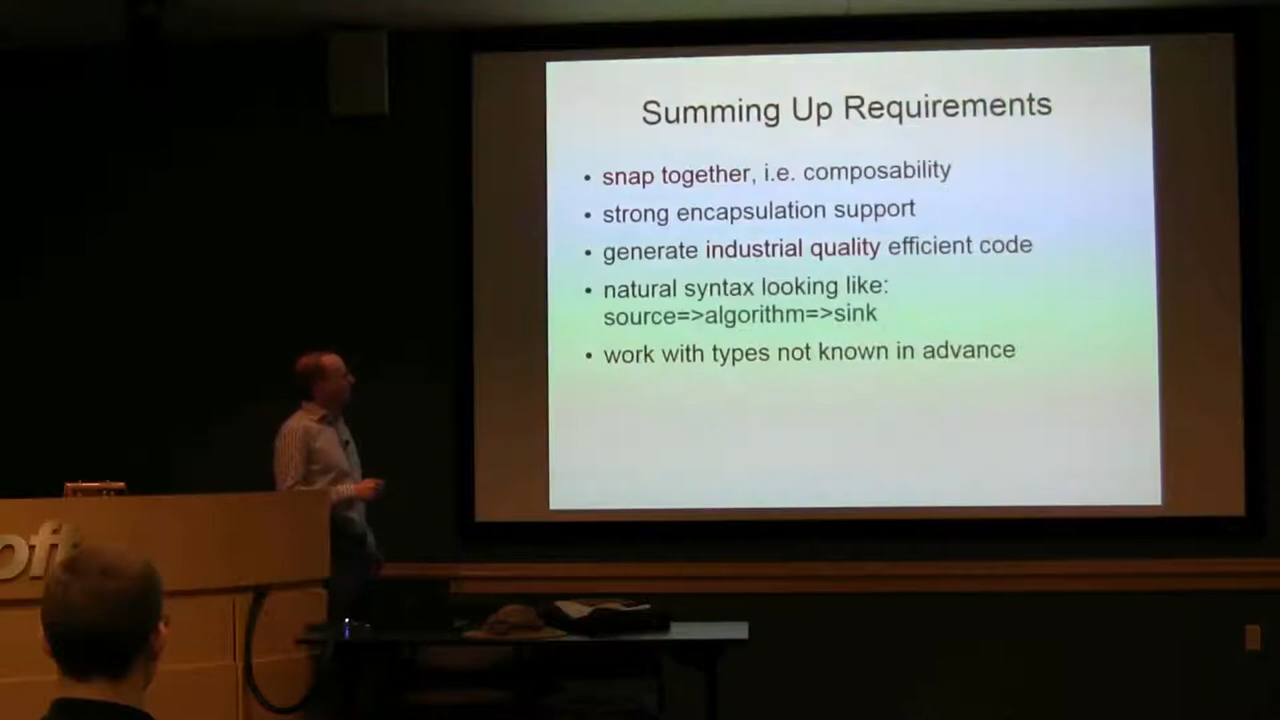 Summing Up Requirements
• snap together, i.e. composability
• strong encapsulation support
• generate industrial quality efficient code
• natural syntax looking like:
source=>algorithm=>sink
• work with types not known in advance
oft